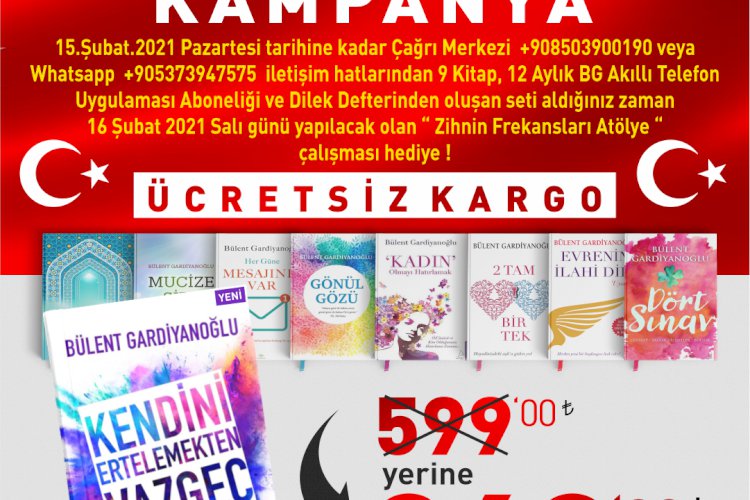 KAMPANYA
15.Şubat.2021 Pazartesi tarihine kadar Çağrı Merkezi +908503900190 veya
Whatsapp +905373947575 iletişim hatlarından 9 Kitap, 12 Aylık BG Akıllı Telefon
Uygulaması Aboneliği ve Dilek Defterinden oluşan seti aldığınız zaman
16 Şubat 2021 Salı günü yapılacak olan “ Zihnin Frekansları Atölye “
çalışması hediye !
ÜCRETSİZ KARGO
MUCİZE
Bülent Gardiyanoğlu
Her Güne
MESAJINI
VAR
BÜLENT GARDİYANOĞLU
GÖNÜL
GÖZÜ
Bülent Gardiyanoğlu
'KADIN'
Olmayı Hatırlamak
BÜLENT GARDİYANOĞLU
2 TAM
BİR
TEK
BÜLENT GARDİYANOĞLU
EVRENİN
İLAHİ
BÜLENT
GARDİYANOĞLU
Dört
Sınav
YENİ
BÜLENT GARDİYANOĞLU
KENDİNİ
ERTELEMEKTEN
VAZGEÇ
599'00 ₺
yerine